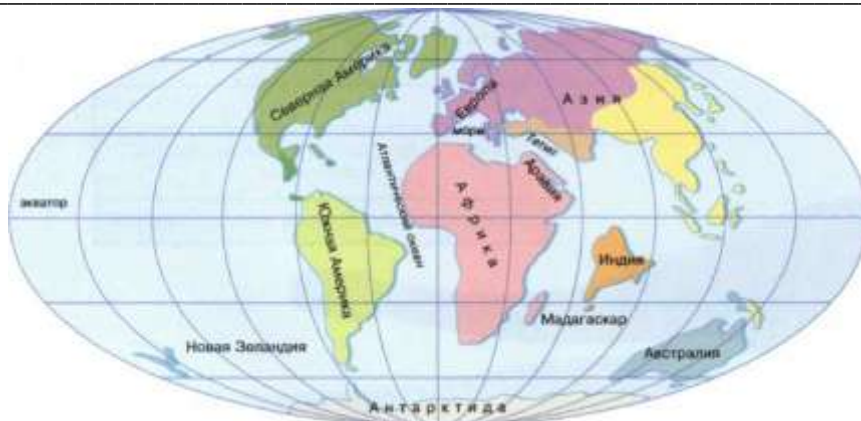 Северная Америка
Европа
Азия
море
Тетис
Аравия
Атлантический океан
Африка
экватор
Южная Америка
Индия
Мадагаскар
Новая Зеландия
Австралия
Антарктида